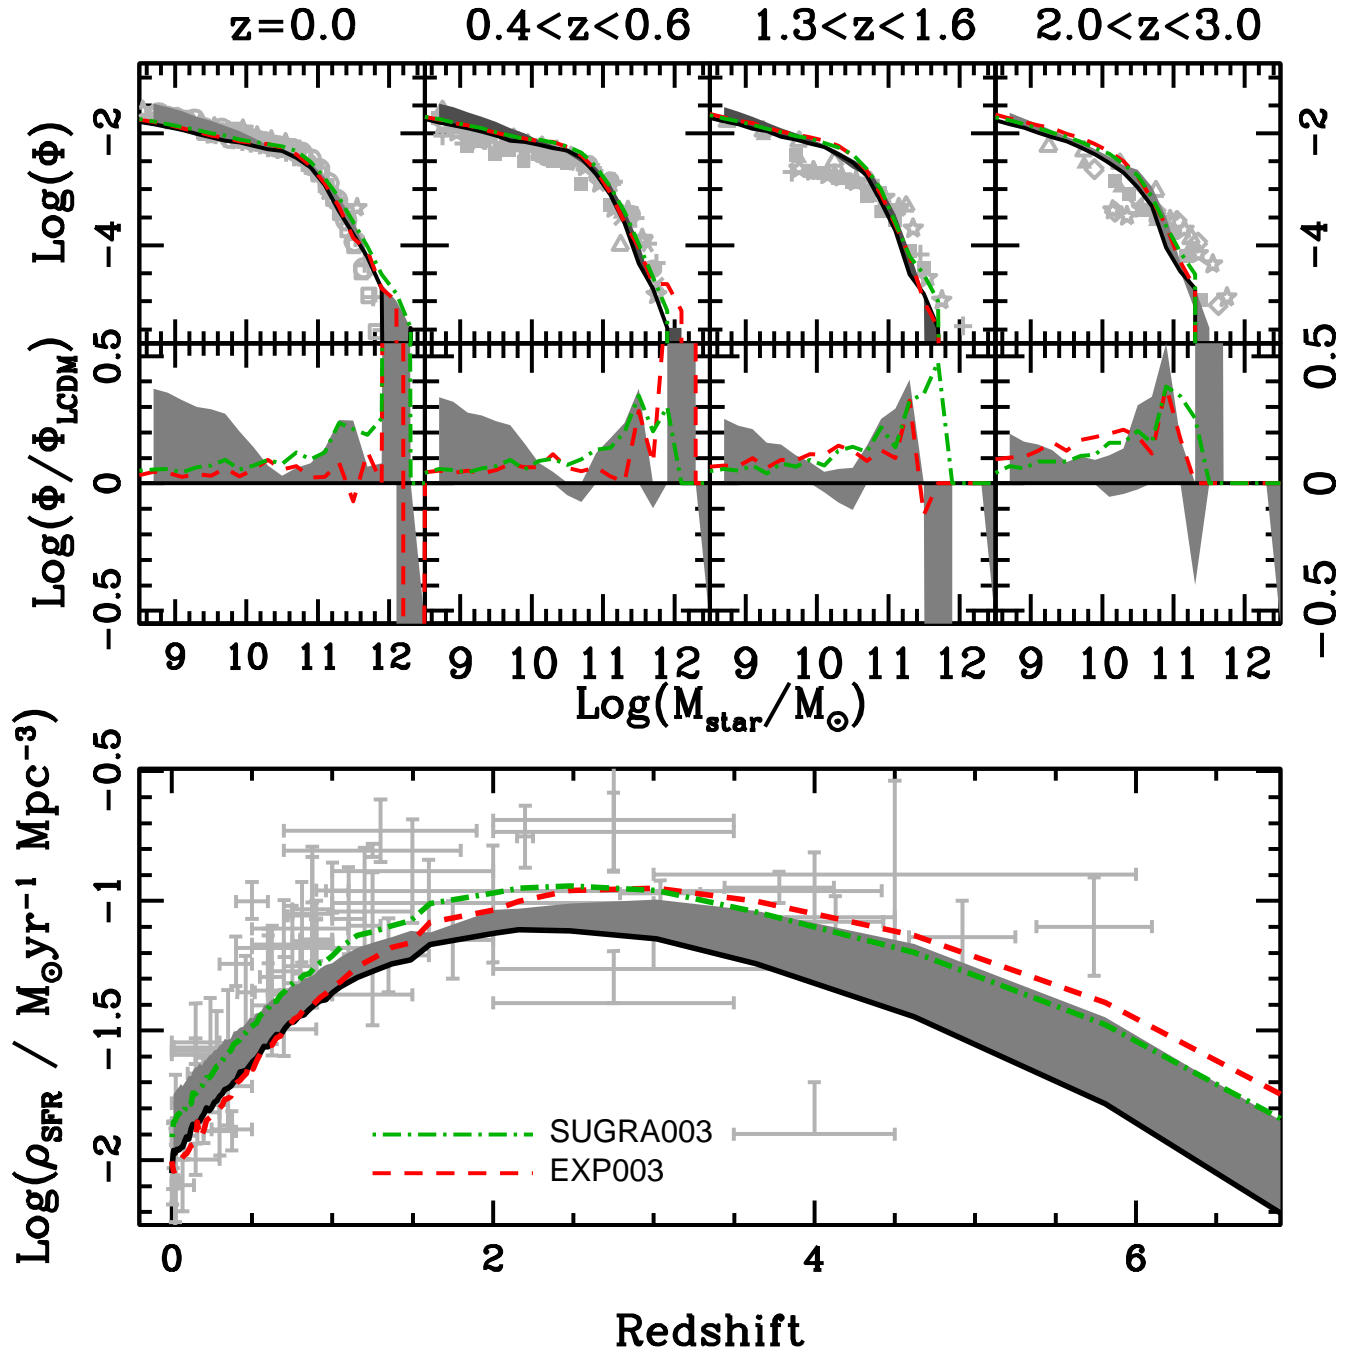 z=0.0 0.4<z<0.6 1.3<z<1.6 2.0<z<3.0
Log(Φ)
-2 -4
-2 -4
Log(Φ/Φ_LCDM)
0.5 0 -0.5
0.5 0 -0.5
9 10 11 12 9 10 11 12 9 10 11 12 9 10 11 12
Log(M_star/M_⊙)
Log(ρ_SFR / M_⊙yr⁻¹ Mpc⁻³)
-0.5 -1 -1.5 -2
SUGRA003
EXP003
0 2 4 6
Redshift